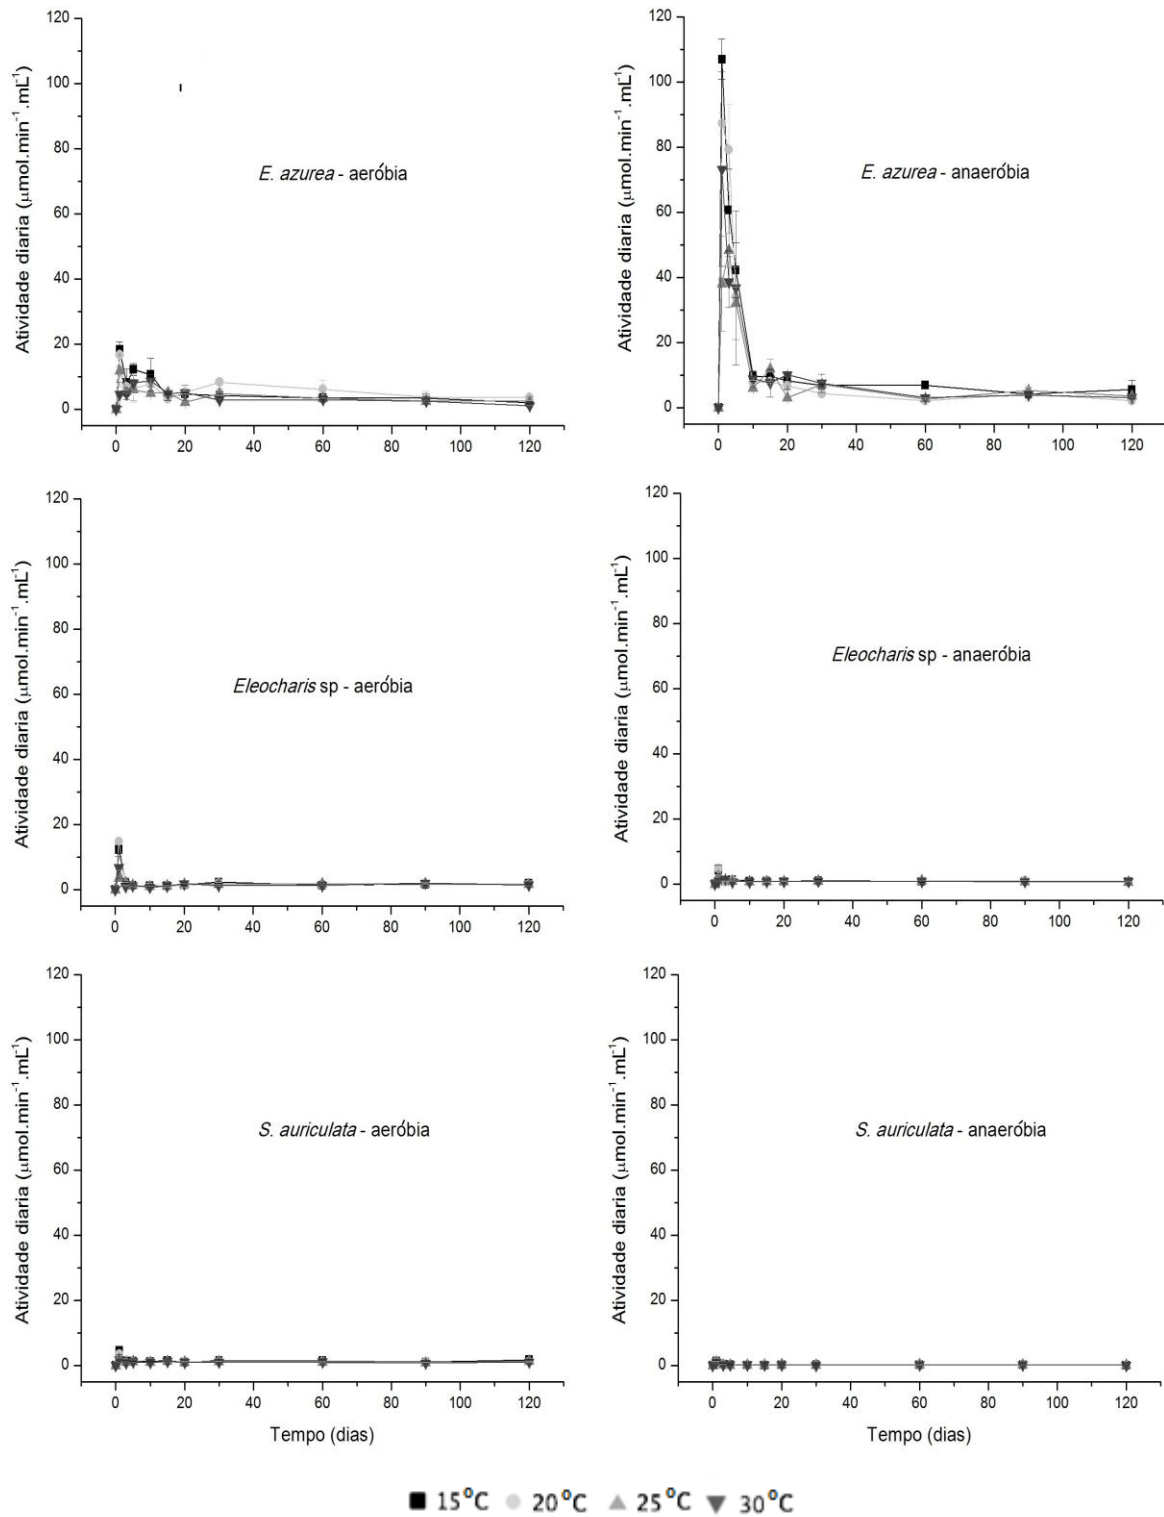 120
100
80
60
40
20
0
Atividade diaria (μmol.min⁻¹.mL⁻¹)
E. azurea - aeróbia
0 20 40 60 80 100 120
120
100
80
60
40
20
0
Atividade diaria (μmol.min⁻¹.mL⁻¹)
E. azurea - anaeróbia
0 20 40 60 80 100 120
120
100
80
60
40
20
0
Atividade diaria (μmol.min⁻¹.mL⁻¹)
Eleocharis sp - aeróbia
0 20 40 60 80 100 120
120
100
80
60
40
20
0
Atividade diaria (μmol.min⁻¹.mL⁻¹)
Eleocharis sp - anaeróbia
0 20 40 60 80 100 120
120
100
80
60
40
20
0
Atividade diaria (μmol.min⁻¹.mL⁻¹)
S. auriculata - aeróbia
0 20 40 60 80 100 120
Tempo (dias)
120
100
80
60
40
20
0
Atividade diaria (μmol.min⁻¹.mL⁻¹)
S. auriculata - anaeróbia
0 20 40 60 80 100 120
Tempo (dias)
15°C 20°C 25°C 30°C